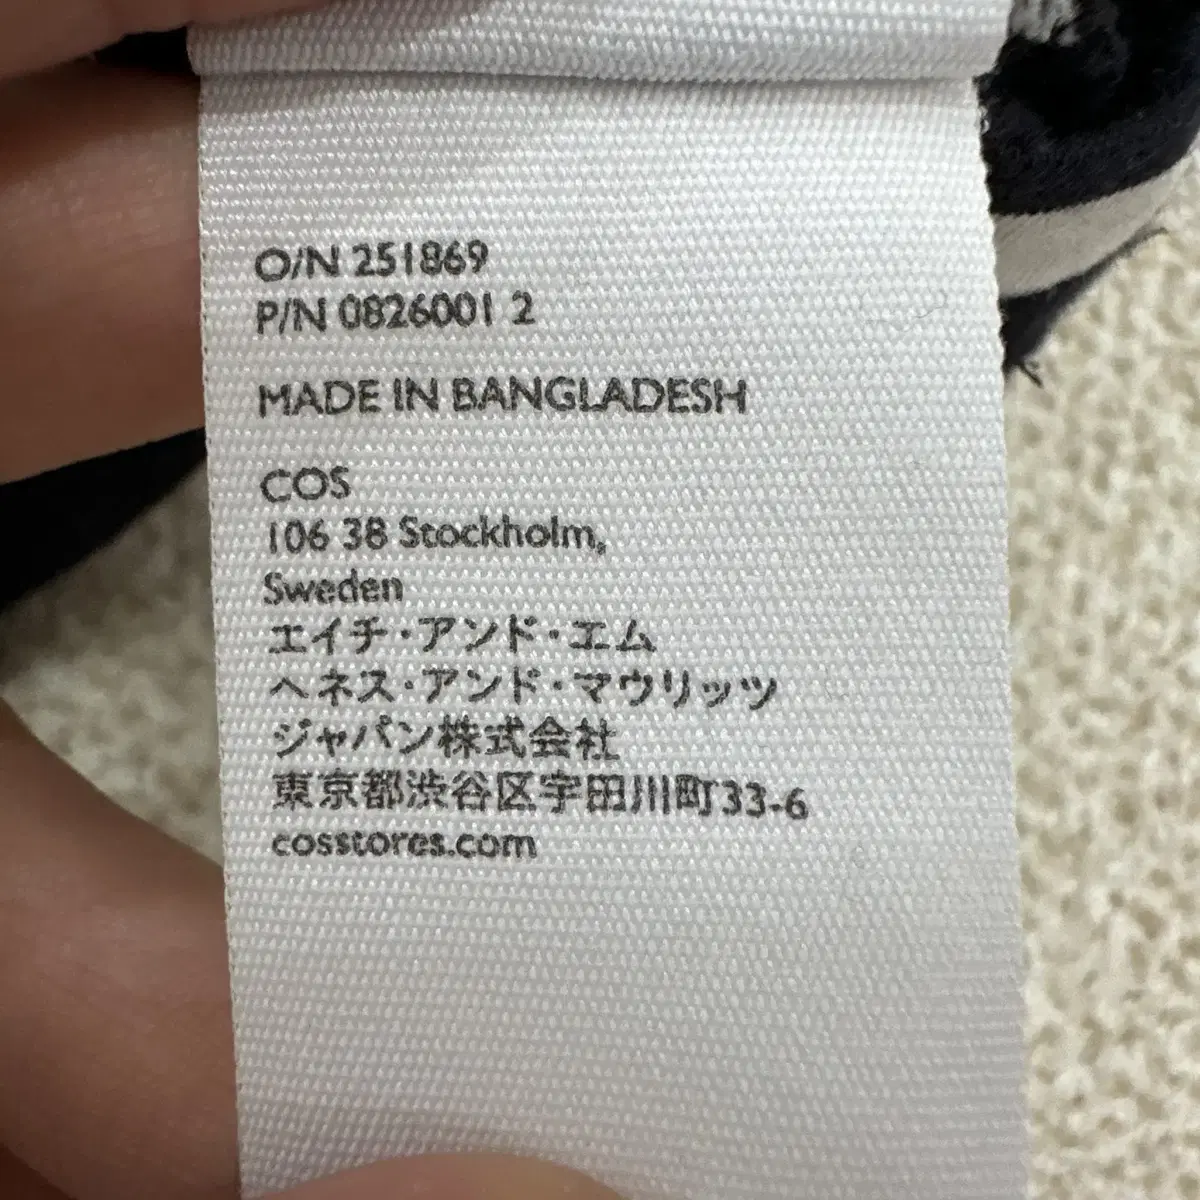 O/N 251869
P/N 0826001 2
MADE IN BANGLADESH
COS
106 38 Stockholm,
Sweden
エイチ・アンド・エム
ヘネス・アンド・マウリッツ
ジャパン株式会社
東京都渋谷区宇田川町33-6
cosstores.com